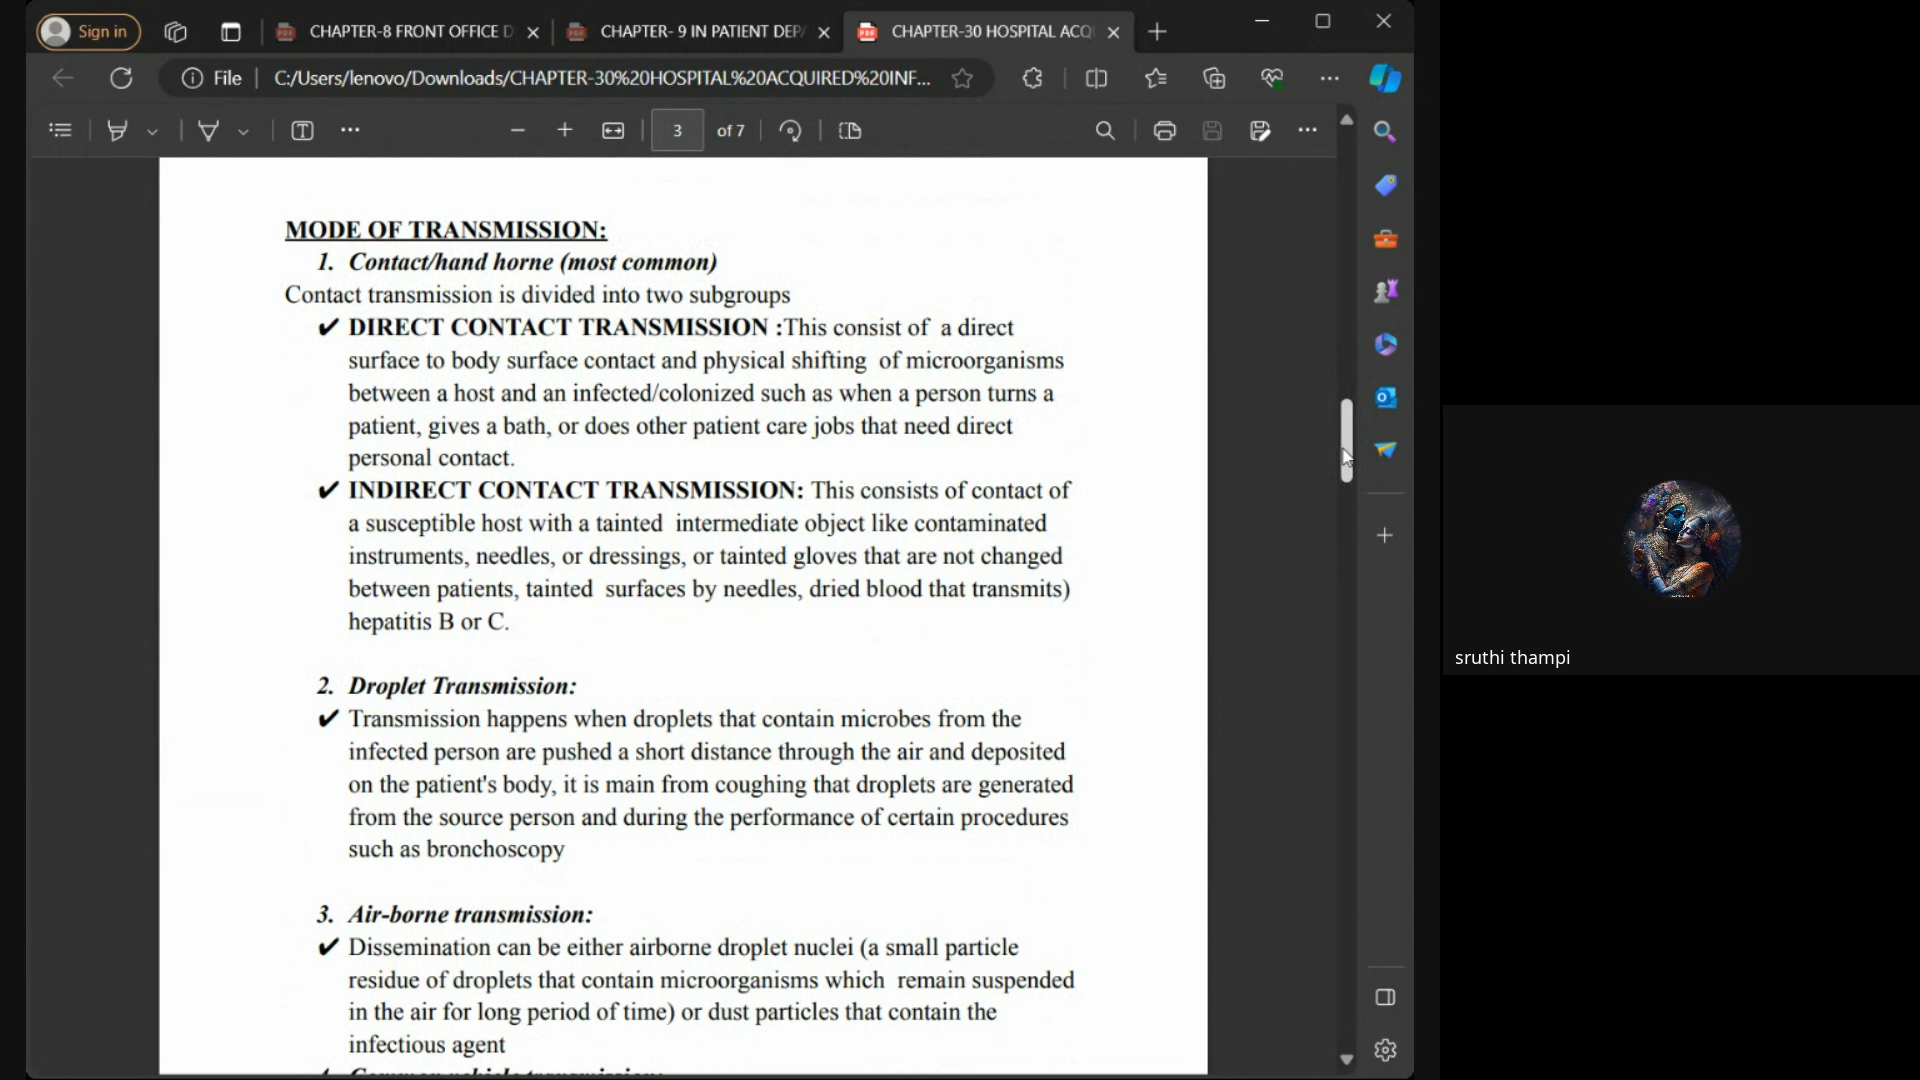 Sign in
CHAPTER-8 FRONT OFFICE D
CHAPTER- 9 IN PATIENT DEPA
CHAPTER-30 HOSPITAL ACQ
File
C:/Users/lenovo/Downloads/CHAPTER-30%20HOSPITAL%20ACQUIRED%20INF...
3 of 7
MODE OF TRANSMISSION:
1. Contact/hand horne (most common)
Contact transmission is divided into two subgroups
✔ DIRECT CONTACT TRANSMISSION :This consist of a direct
surface to body surface contact and physical shifting of microorganisms
between a host and an infected/colonized such as when a person turns a
patient, gives a bath, or does other patient care jobs that need direct
personal contact.
✔ INDIRECT CONTACT TRANSMISSION: This consists of contact of
a susceptible host with a tainted intermediate object like contaminated
instruments, needles, or dressings, or tainted gloves that are not changed
between patients, tainted surfaces by needles, dried blood that transmits)
hepatitis B or C.
2. Droplet Transmission:
✔ Transmission happens when droplets that contain microbes from the
infected person are pushed a short distance through the air and deposited
on the patient's body, it is main from coughing that droplets are generated
from the source person and during the performance of certain procedures
such as bronchoscopy
3. Air-borne transmission:
✔ Dissemination can be either airborne droplet nuclei (a small particle
residue of droplets that contain microorganisms which remain suspended
in the air for long period of time) or dust particles that contain the
infectious agent
sruthi thampi